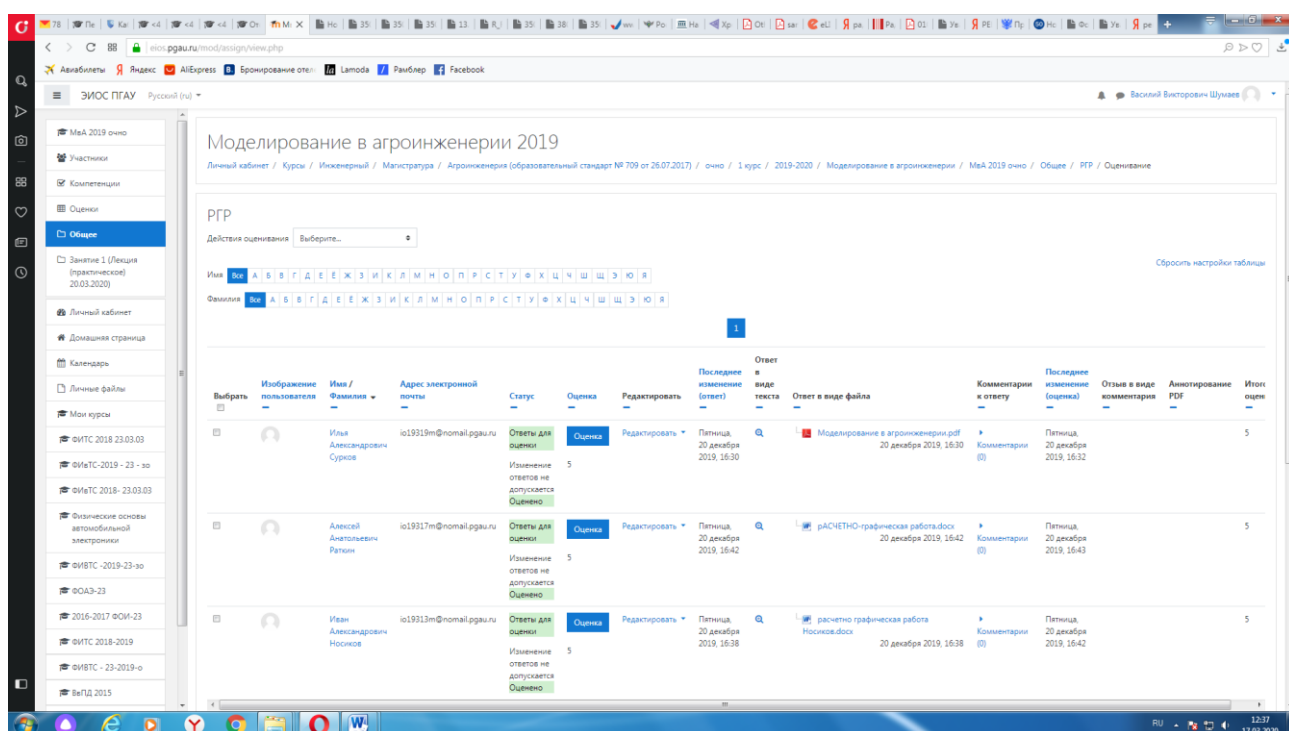 eios.pgau.ru/mod/assign/view.php
Авиабилеты Яндекс AliExpress Бронирование отел Lamoda Рамблер Facebook
ЭИОС ПГАУ Русский (ru)
Василий Викторович Шумаев
МвА 2019 очно
Участники
Компетенции
Оценки
Общее
Занятие 1 (Лекция
(практическое)
20.03.2020)
Личный кабинет
Домашняя страница
Календарь
Личные файлы
Мои курсы
ФИТС 2018 23.03.03
ФИвТС-2019 - 23 - зо
ФИвТС 2018- 23.03.03
Физические основы
автомобильной
электроники
ФИВТС -2019-23-зо
ФОАЭ-23
2016-2017 ФОИ-23
ФИТС 2018-2019
ФИВТС - 23-2019-о
ВвПД 2015
Моделирование в агроинженерии 2019
Личный кабинет / Курсы / Инженерный / Магистратура / Агроинженерия (образовательный стандарт № 709 от 26.07.2017) / очно / 1 курс / 2019-2020 / Моделирование в агроинженерии / МвА 2019 очно / Общее / РГР / Оценивание
РГР
Действия оценивания Выберите...
Сбросить настройки таблицы
Имя Все А Б В Г Д Е Ё Ж З И К Л М Н О П Р С Т У Ф Х Ц Ч Ш Щ Э Ю Я
Фамилия Все А Б В Г Д Е Ё Ж З И К Л М Н О П Р С Т У Ф Х Ц Ч Ш Щ Э Ю Я
1
Выбрать
Изображение
пользователя
Имя /
Фамилия
Адрес электронной
почты
Статус
Оценка
Редактировать
Последнее
изменение
(ответ)
Ответ
в
виде
текста
Ответ в виде файла
Комментарии
к ответу
Последнее
изменение
(оценка)
Отзыв в виде
комментария
Аннотирование
PDF
Итого
оцен
Илья
Александрович
Сурков
io19319m@nomail.pgau.ru
Ответы для
оценки
Изменение
ответов не
допускается
Оценено
Оценка
5
Редактировать
Пятница,
20 декабря
2019, 16:30
Моделирование в агроинженерии.pdf
20 декабря 2019, 16:30
Комментарии
(0)
Пятница,
20 декабря
2019, 16:32
5
Алексей
Анатольевич
Раткин
io19317m@nomail.pgau.ru
Ответы для
оценки
Изменение
ответов не
допускается
Оценено
Оценка
5
Редактировать
Пятница,
20 декабря
2019, 16:42
рАСЧЕТНО-графическая работа.docx
20 декабря 2019, 16:42
Комментарии
(0)
Пятница,
20 декабря
2019, 16:43
5
Иван
Александрович
Носиков
io19313m@nomail.pgau.ru
Ответы для
оценки
Изменение
ответов не
допускается
Оценено
Оценка
5
Редактировать
Пятница,
20 декабря
2019, 16:38
расчетно графическая работа
Носиков.docx
20 декабря 2019, 16:38
Комментарии
(0)
Пятница,
20 декабря
2019, 16:42
5
RU
12:37
17.03.2020